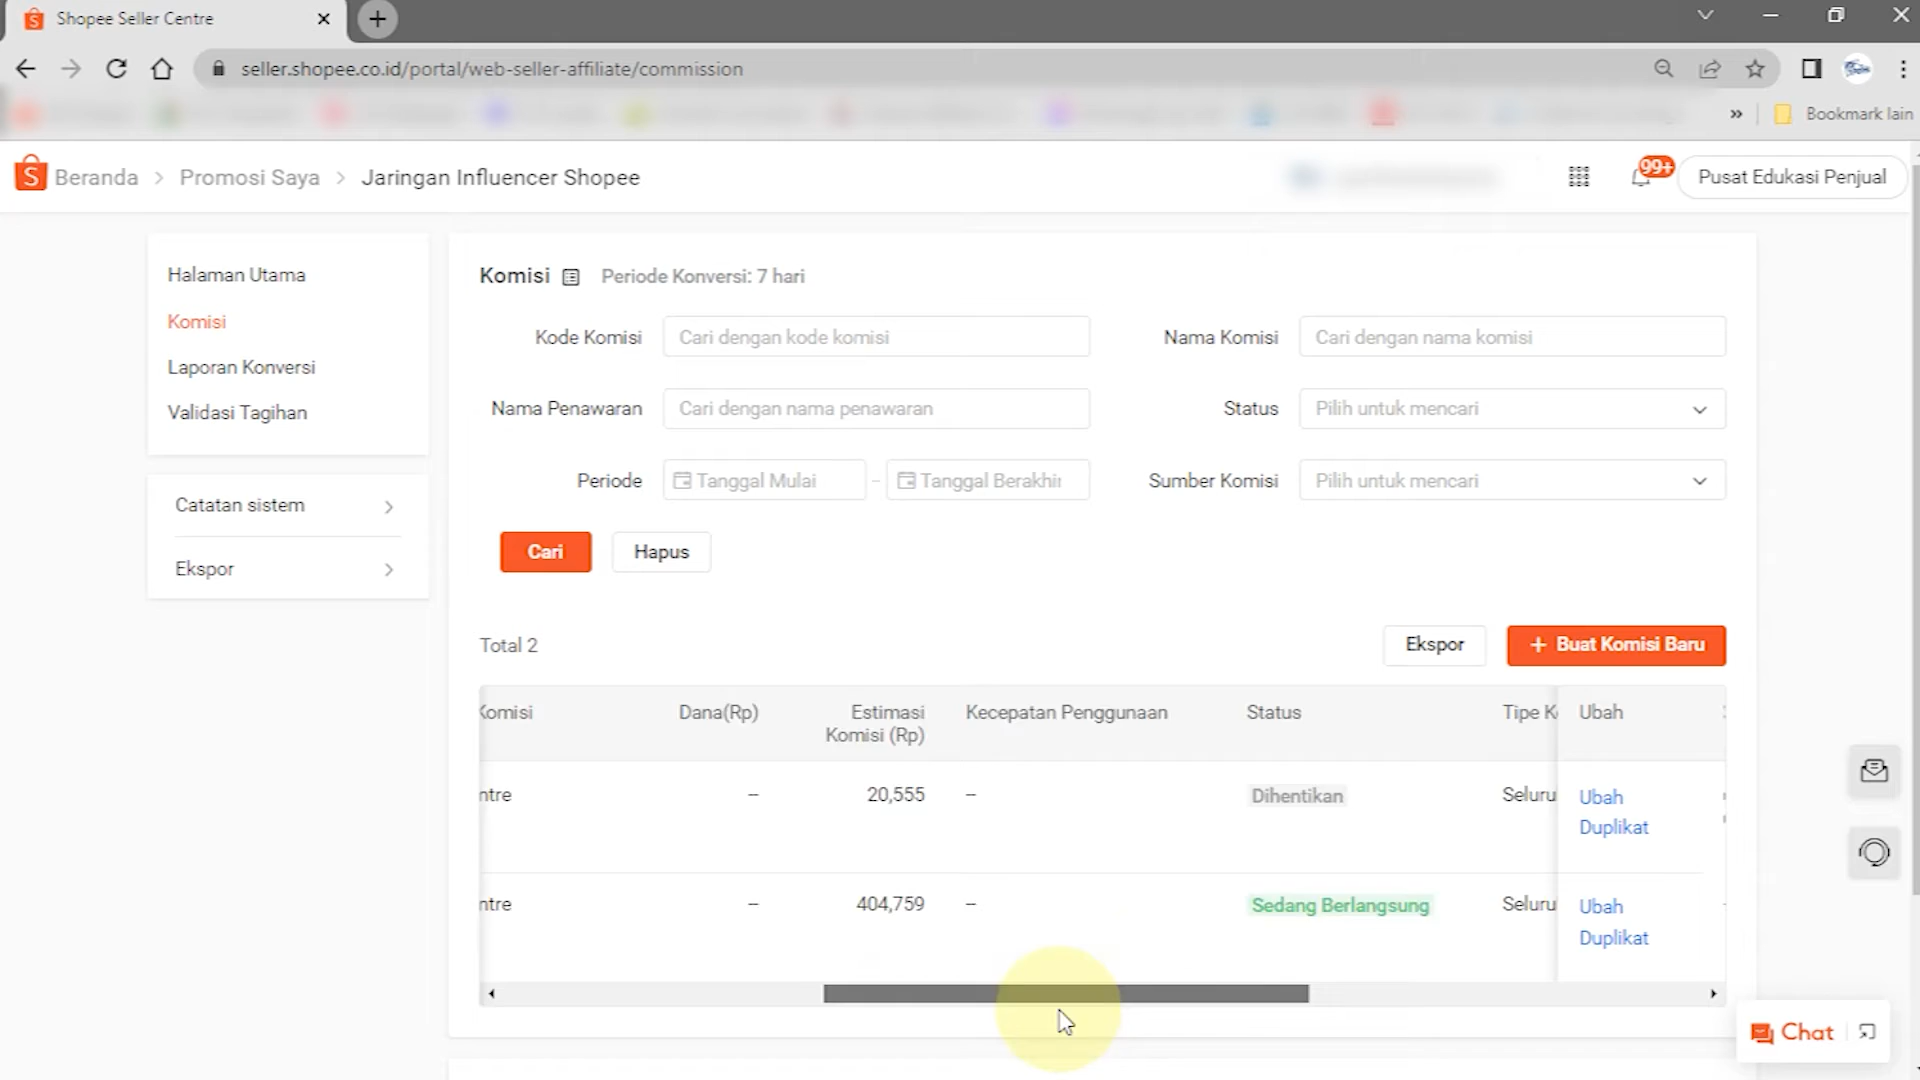 Shopee Seller Centre
seller.shopee.co.id/portal/web-seller-affiliate/commission
» Bookmark lain
Beranda > Promosi Saya > Jaringan Influencer Shopee
99+
Pusat Edukasi Penjual
Halaman Utama
Komisi
Laporan Konversi
Validasi Tagihan
Catatan sistem
Ekspor
Komisi Periode Konversi: 7 hari
Kode Komisi Cari dengan kode komisi
Nama Komisi Cari dengan nama komisi
Nama Penawaran Cari dengan nama penawaran
Status Pilih untuk mencari
Periode Tanggal Mulai – Tanggal Berakhir
Sumber Komisi Pilih untuk mencari
Cari Hapus
Total 2
Ekspor + Buat Komisi Baru
Komisi Dana(Rp) Estimasi Komisi (Rp) Kecepatan Penggunaan Status Tipe K Ubah
ntre -- 20,555 -- Dihentikan Seluru Ubah
Duplikat
ntre -- 404,759 -- Sedang Berlangsung Seluru Ubah
Duplikat
Chat